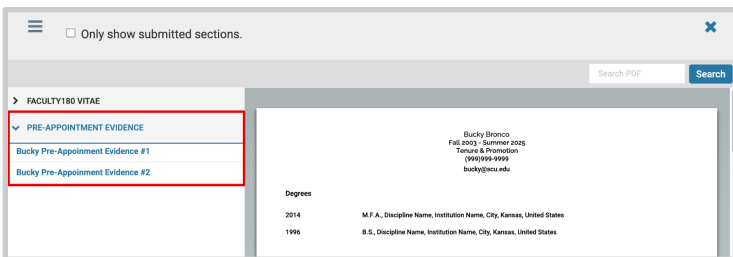 Only show submitted sections.
Search PDF
Search
FACULTY180 VITAE
PRE-APPOINTMENT EVIDENCE
Bucky Pre-Appoinment Evidence #1
Bucky Pre-Appoinment Evidence #2
Bucky Bronco
Fall 2003 - Summer 2025
Tenure & Promotion
(999)999-9999
bucky@scu.edu
Degrees
2014 M.F.A., Discipline Name, Institution Name, City, Kansas, United States
1996 B.S., Discipline Name, Institution Name, City, Kansas, United States